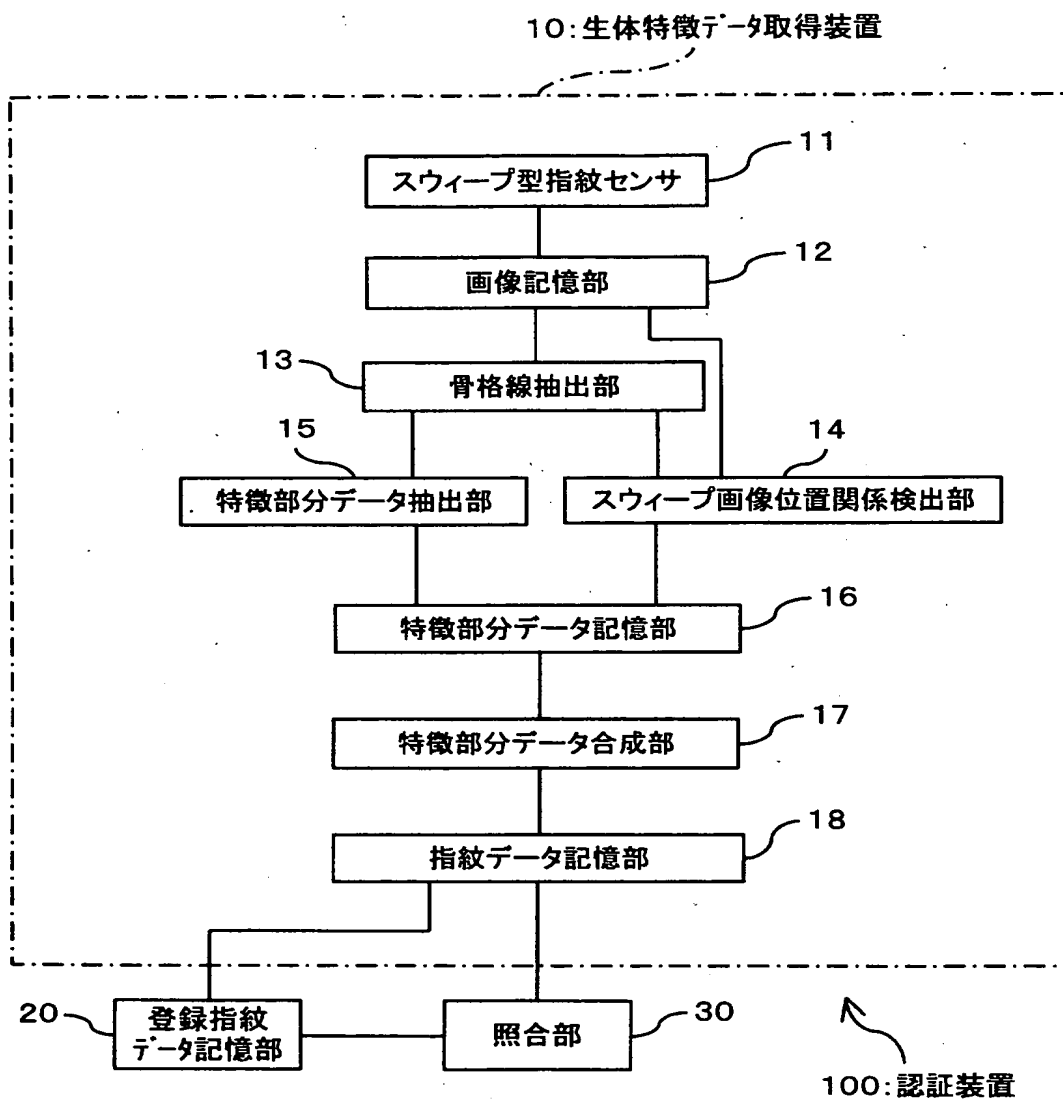 10:生体特徴データ取得装置
11
スウィープ型指紋センサ
12
画像記憶部
13
骨格線抽出部
15
14
特徴部分データ抽出部
スウィープ画像位置関係検出部
16
特徴部分データ記憶部
17
特徴部分データ合成部
18
指紋データ記憶部
20
登録指紋
データ記憶部
照合部
30
100:認証装置